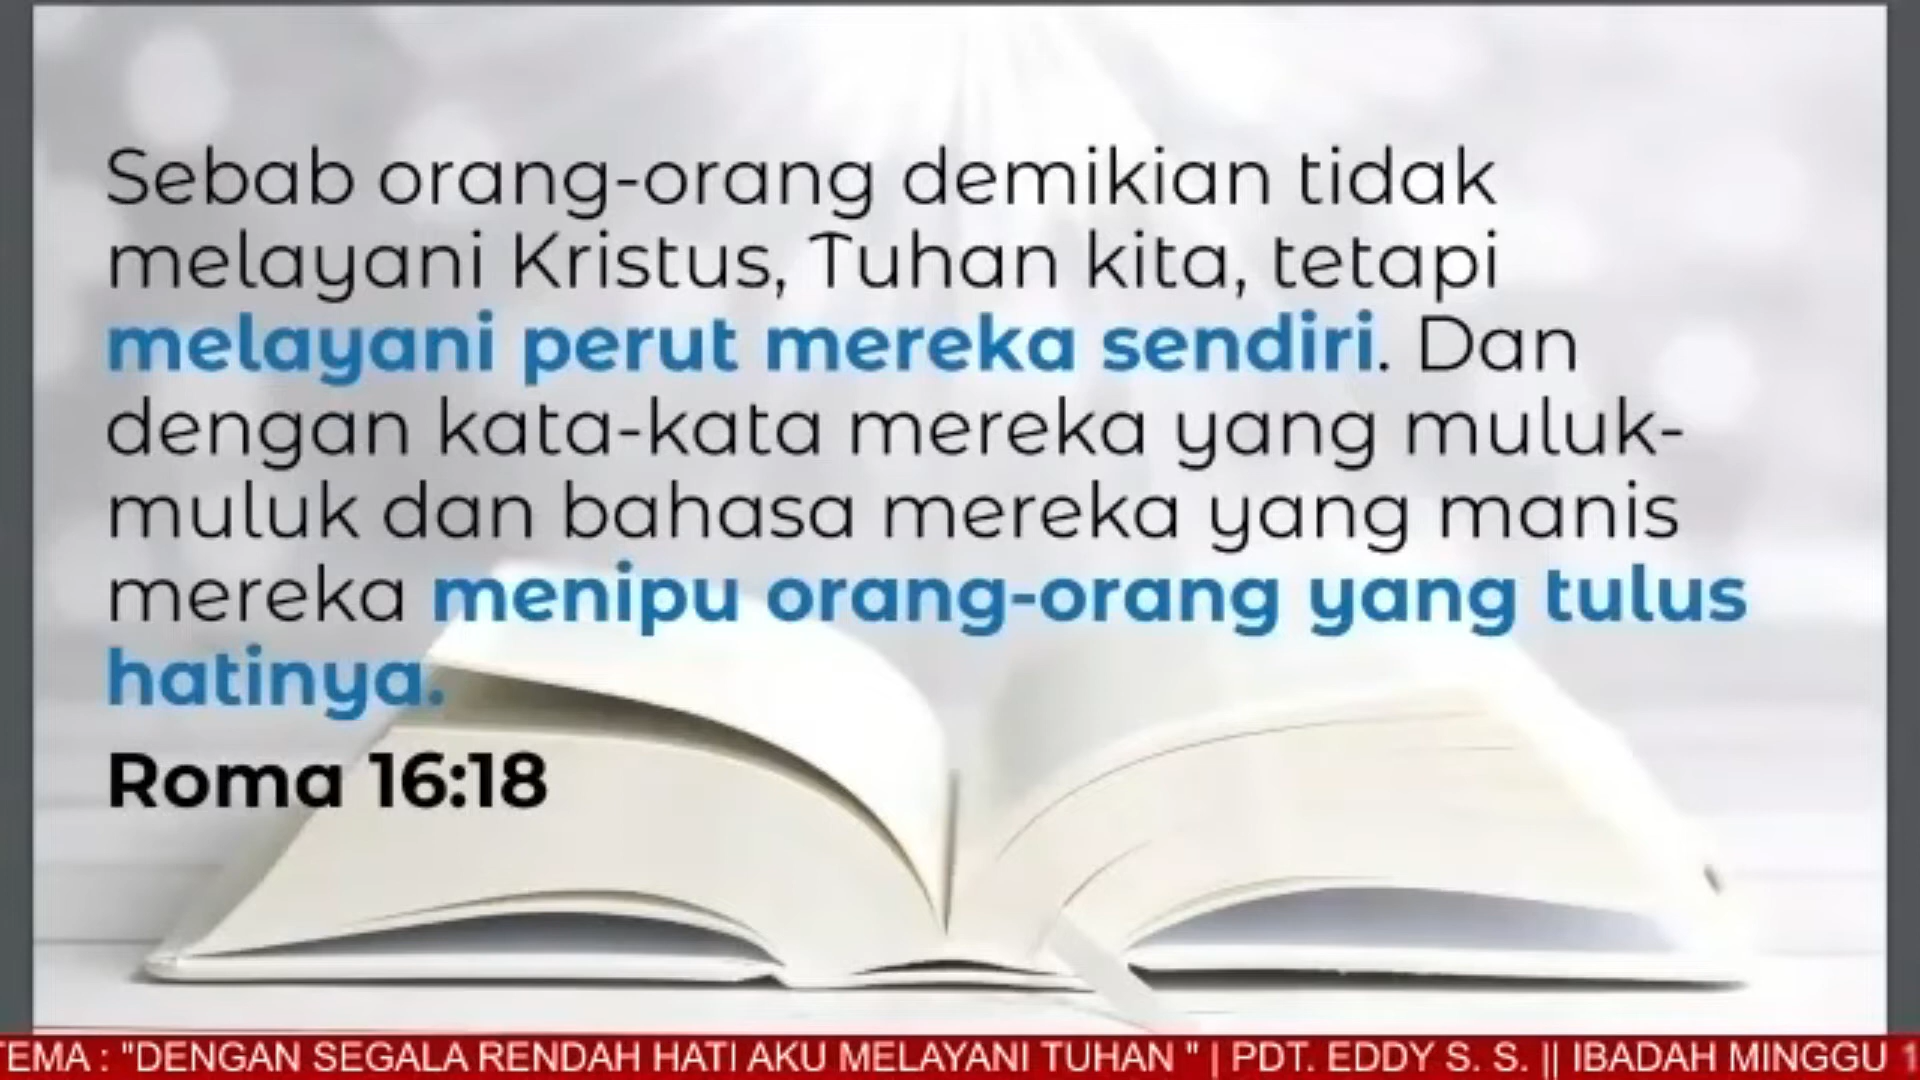 Sebab orang-orang demikian tidak
melayani Kristus, Tuhan kita, tetapi
melayani perut mereka sendiri. Dan
dengan kata-kata mereka yang muluk-
muluk dan bahasa mereka yang manis
mereka menipu orang-orang yang tulus
hatinya.
Roma 16:18
TEMA : "DENGAN SEGALA RENDAH HATI AKU MELAYANI TUHAN " | PDT. EDDY S. S. || IBADAH MINGGU 1